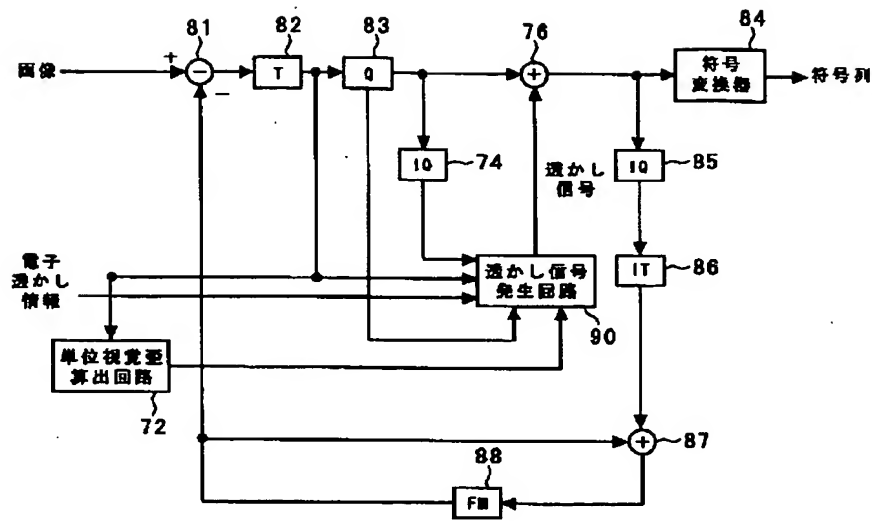 81
82
83
76
84
画像
+
−
−
T
Q
+
符号
変換器
符号列
IQ
74
透かし
信号
IQ
85
電子
透かし
情報
透かし信号
発生回路
90
IT
86
単位視覚歪
算出回路
72
+
87
88
FM